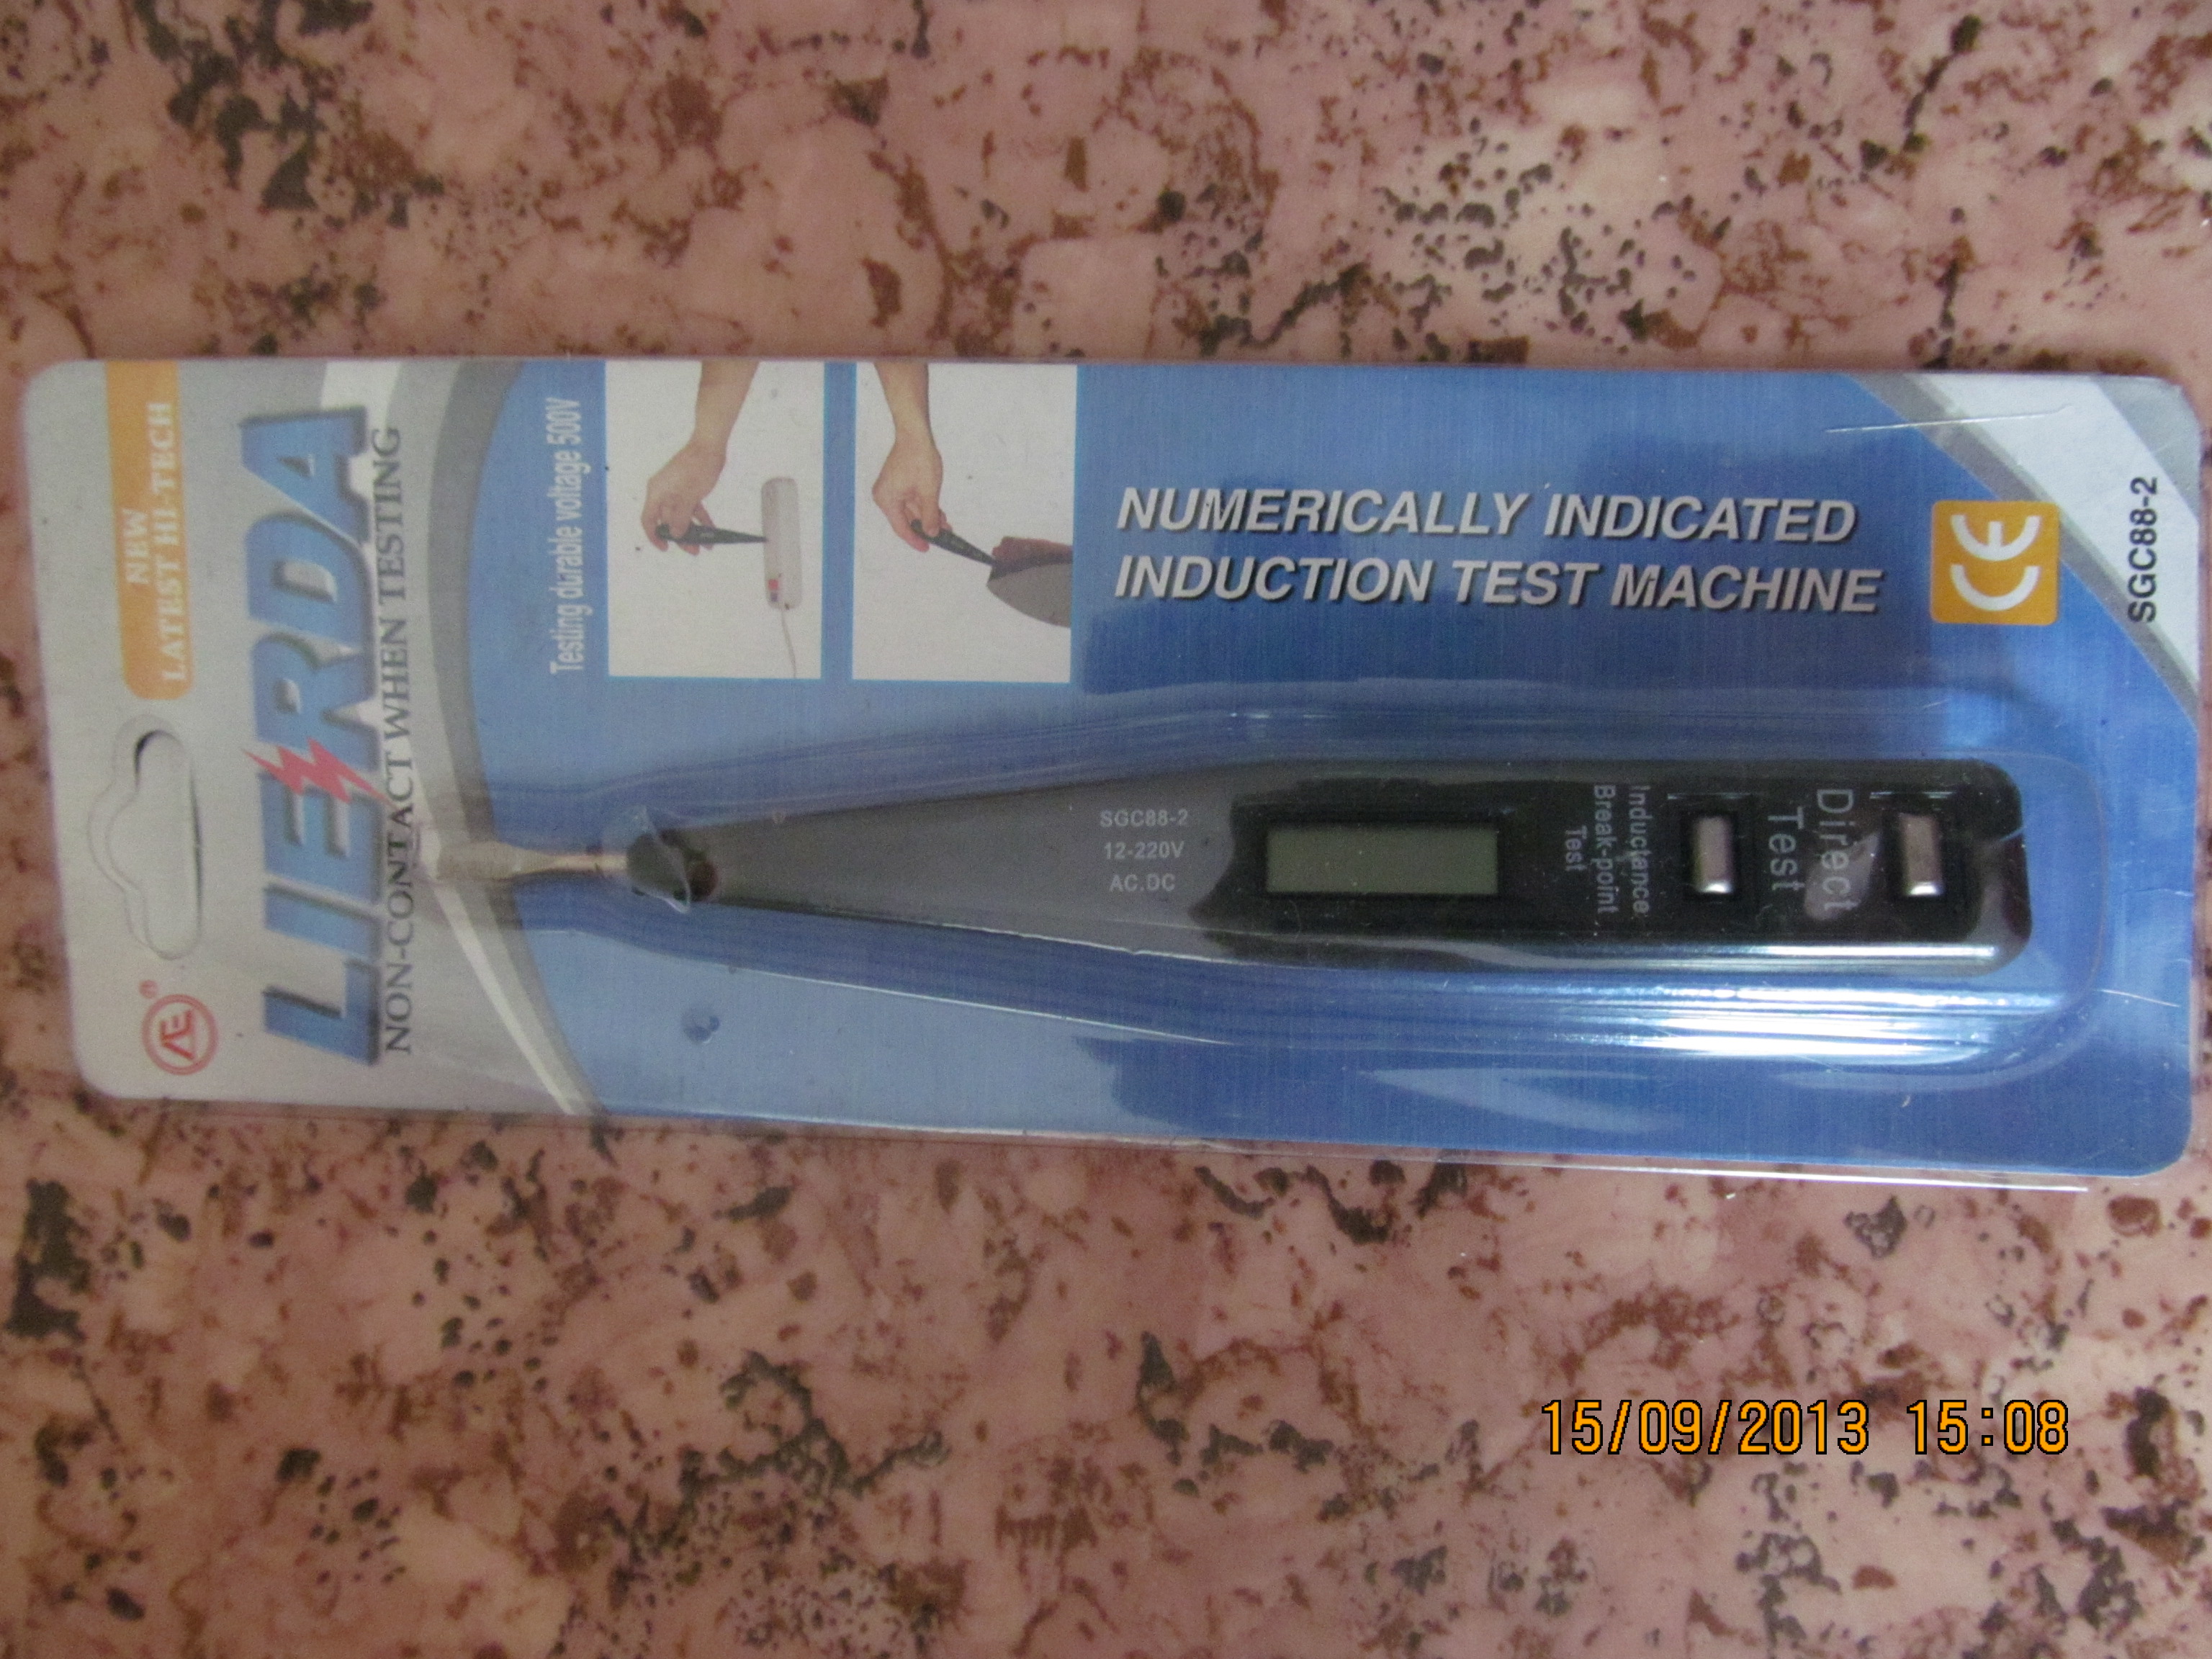 NEW
LATEST HI-TECH
LIERDA
NON-CONTACT WHEN TESTING
AE
®
Testing durable voltage 500V
NUMERICALLY INDICATED
INDUCTION TEST MACHINE
CE
SGC88-2
SGC88-2
12-220V
AC.DC
Inductance
Break-point
Test
Direct
Test
15/09/2013 15:08